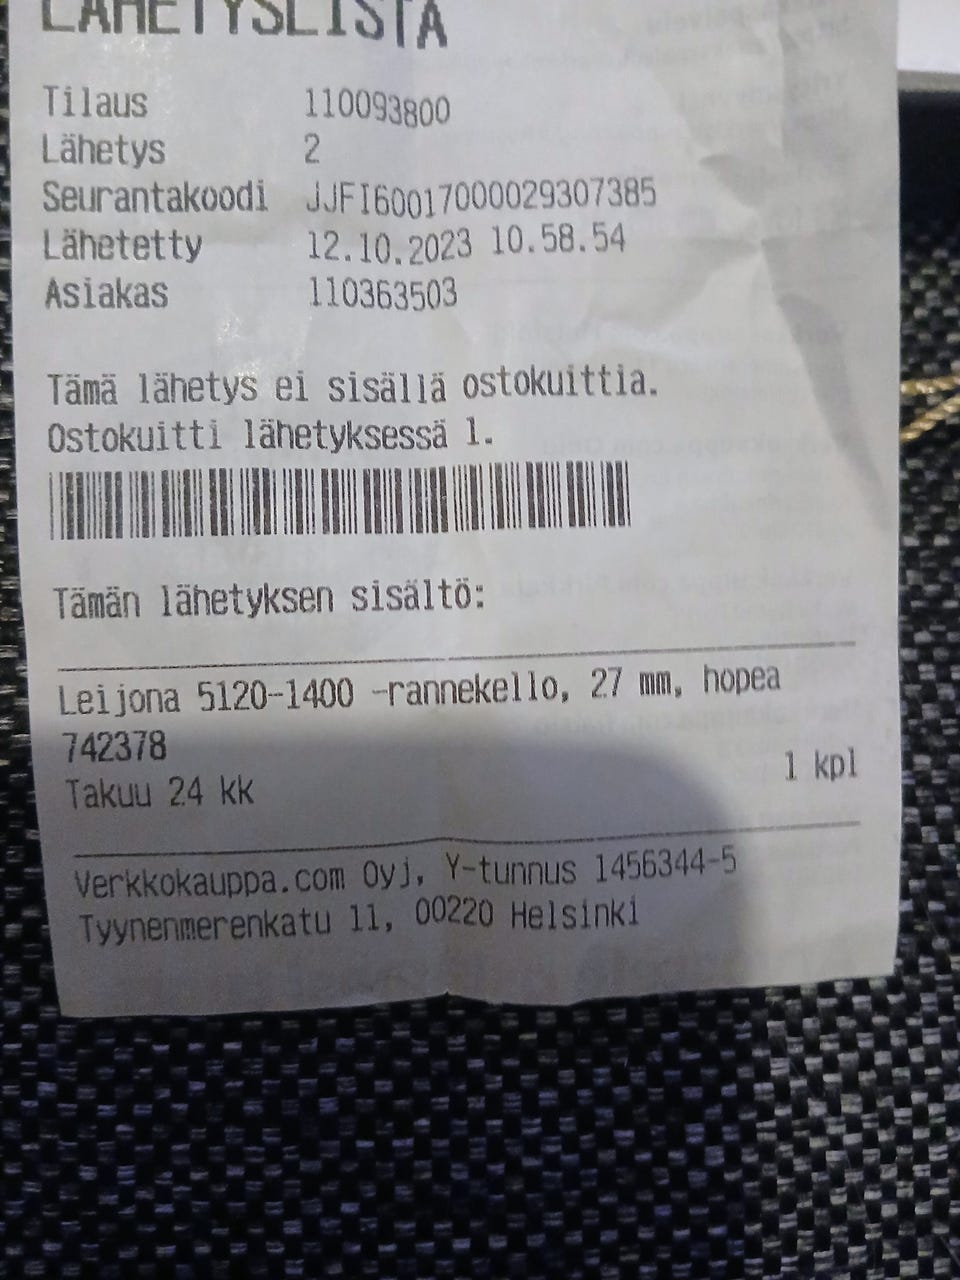 LÄHETYSLISTA
Tilaus 110093800
Lähetys 2
Seurantakoodi JJFI60017000029307385
Lähetetty 12.10.2023 10.58.54
Asiakas 110363503
Tämä lähetys ei sisällä ostokuittia.
Ostokuitti lähetyksessä 1.
Tämän lähetyksen sisältö:
Leijona 5120-1400 -rannekello, 27 mm, hopea
742378
1 kpl
Takuu 24 kk
Verkkokauppa.com Oyj, Y-tunnus 1456344-5
Tyynenmerenkatu 11, 00220 Helsinki